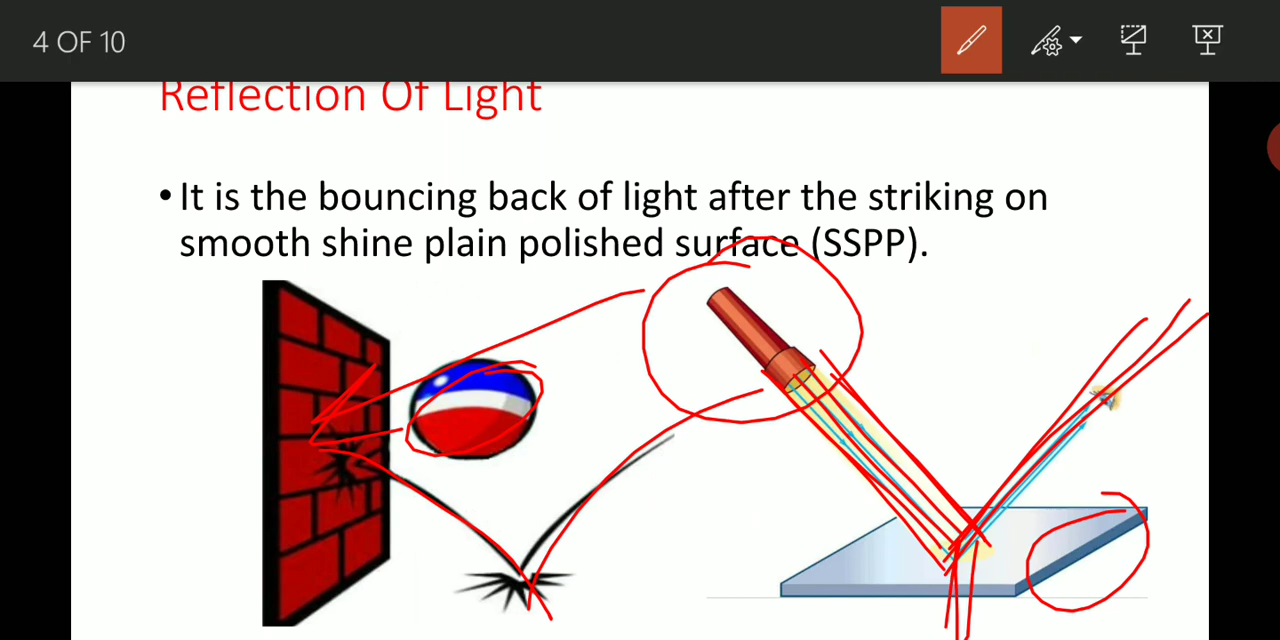 4 OF 10
Reflection Of Light
• It is the bouncing back of light after the striking on
smooth shine plain polished surface (SSPP).